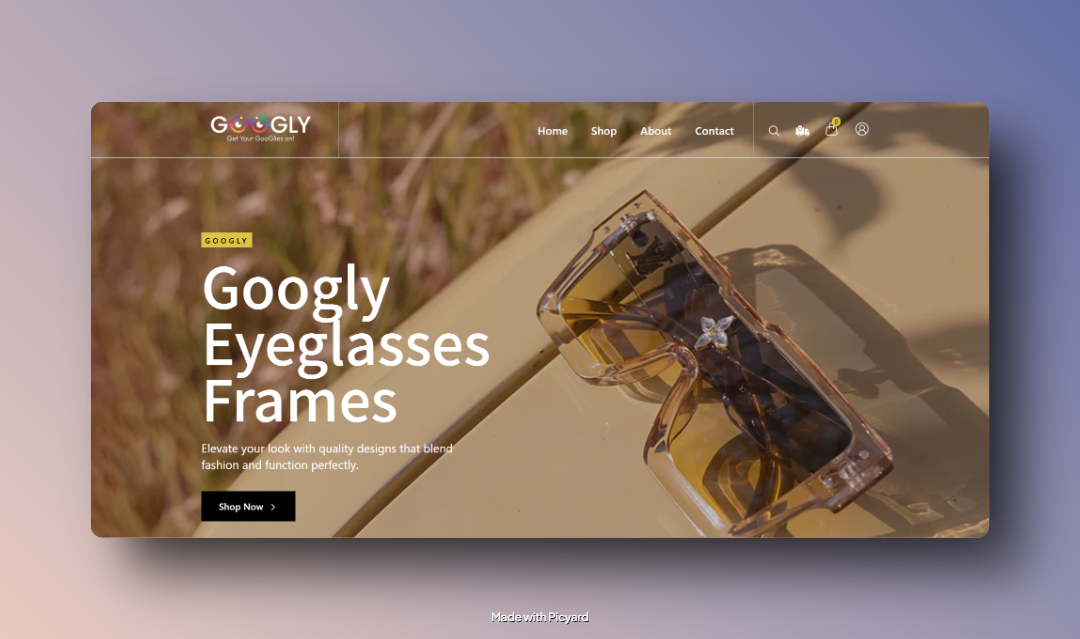 GOOGLY
Get Your GooGlies on!
Home Shop About Contact
0
GOOGLY
Googly
Eyeglasses
Frames
Elevate your look with quality designs that blend
fashion and function perfectly.
Shop Now
Made with Picyard